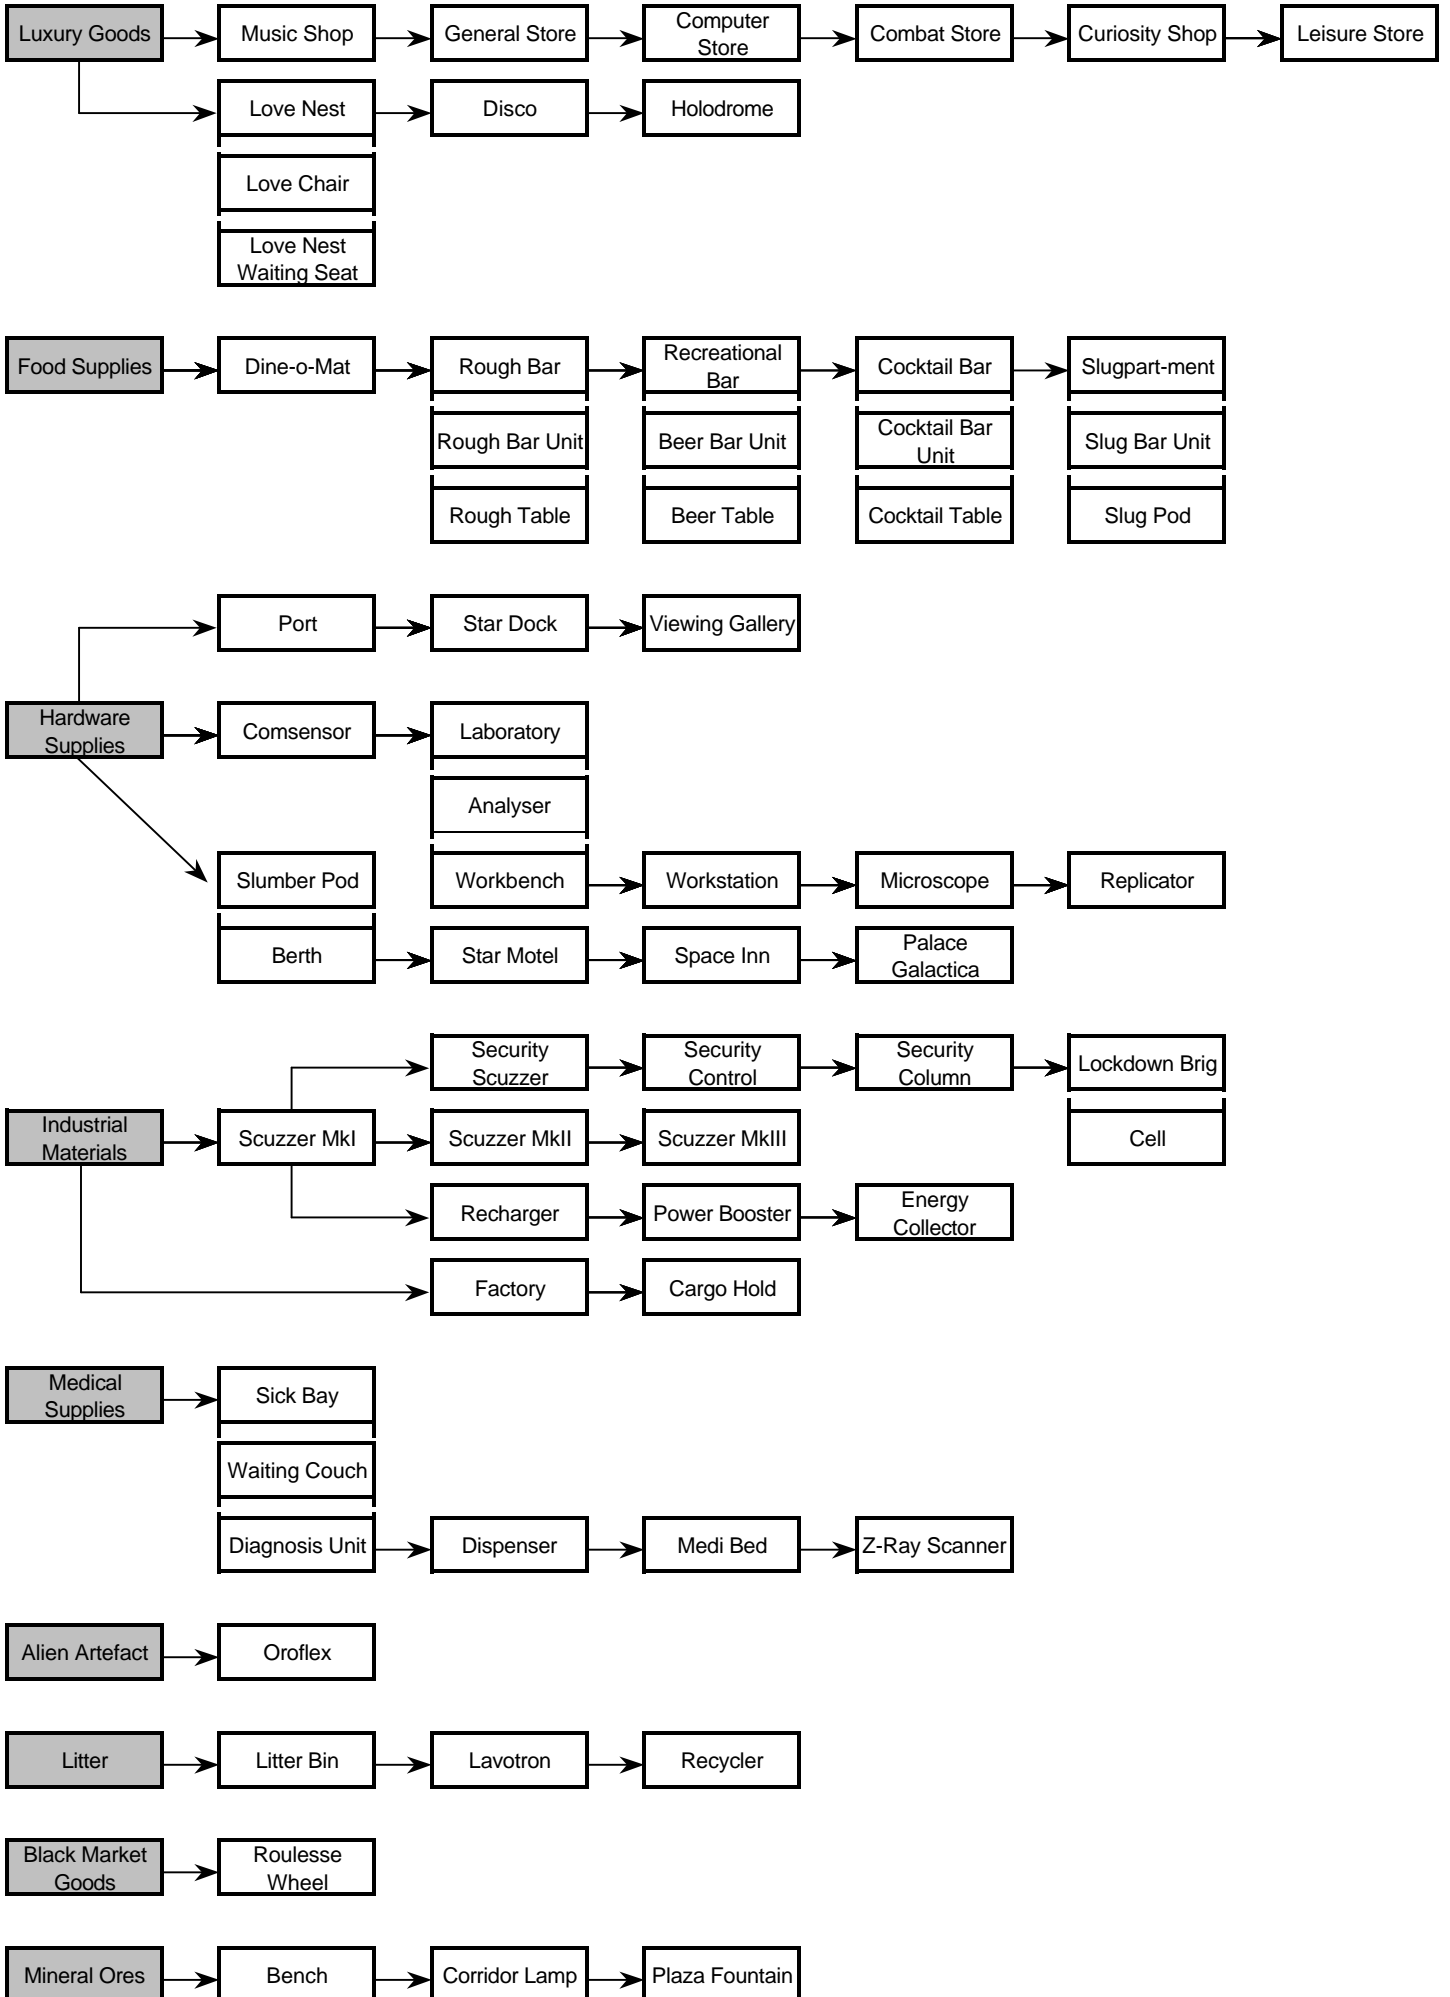 Luxury Goods
Music Shop
General Store
Computer
Store
Combat Store
Curiosity Shop
Leisure Store
Love Nest
Disco
Holodrome
Love Chair
Love Nest
Waiting Seat
Food Supplies
Dine-o-Mat
Rough Bar
Recreational
Bar
Cocktail Bar
Slugpart-ment
Rough Bar Unit
Beer Bar Unit
Cocktail Bar
Unit
Slug Bar Unit
Rough Table
Beer Table
Cocktail Table
Slug Pod
Port
Star Dock
Viewing Gallery
Hardware
Supplies
Comsensor
Laboratory
Analyser
Slumber Pod
Workbench
Workstation
Microscope
Replicator
Berth
Star Motel
Space Inn
Palace
Galactica
Security
Scuzzer
Security
Control
Security
Column
Lockdown Brig
Industrial
Materials
Scuzzer MkI
Scuzzer MkII
Scuzzer MkIII
Cell
Recharger
Power Booster
Energy
Collector
Factory
Cargo Hold
Medical
Supplies
Sick Bay
Waiting Couch
Diagnosis Unit
Dispenser
Medi Bed
Z-Ray Scanner
Alien Artefact
Oroflex
Litter
Litter Bin
Lavotron
Recycler
Black Market
Goods
Roulesse
Wheel
Mineral Ores
Bench
Corridor Lamp
Plaza Fountain